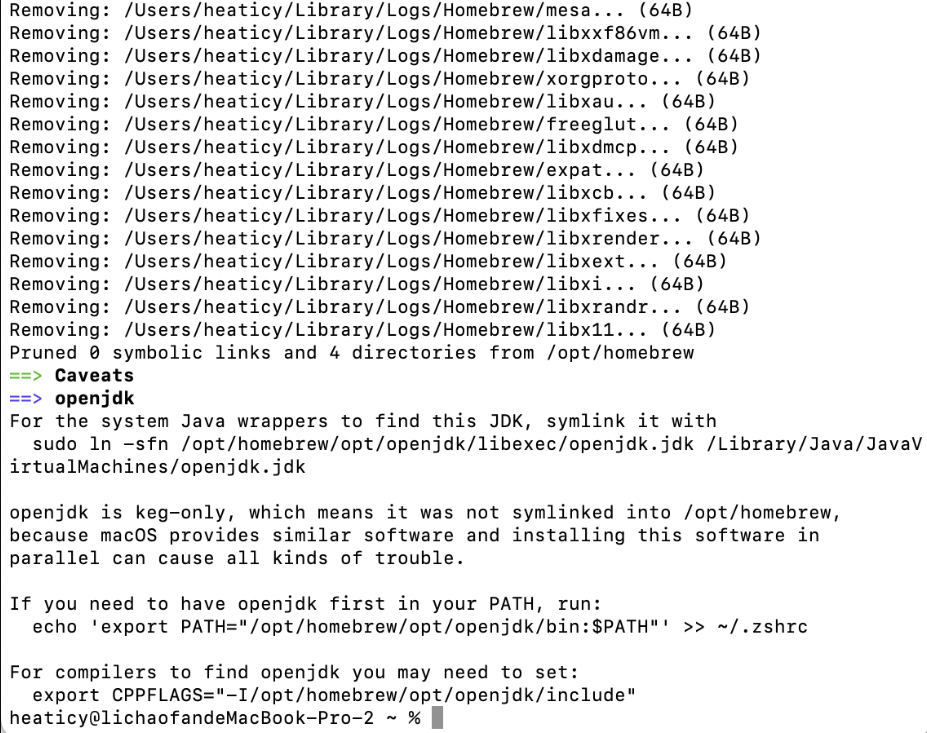 Removing: /Users/heaticy/Library/Logs/Homebrew/mesa... (64B)
Removing: /Users/heaticy/Library/Logs/Homebrew/libxxf86vm... (64B)
Removing: /Users/heaticy/Library/Logs/Homebrew/libxdamage... (64B)
Removing: /Users/heaticy/Library/Logs/Homebrew/xorgproto... (64B)
Removing: /Users/heaticy/Library/Logs/Homebrew/libxau... (64B)
Removing: /Users/heaticy/Library/Logs/Homebrew/freeglut... (64B)
Removing: /Users/heaticy/Library/Logs/Homebrew/libxdmcp... (64B)
Removing: /Users/heaticy/Library/Logs/Homebrew/expat... (64B)
Removing: /Users/heaticy/Library/Logs/Homebrew/libxcb... (64B)
Removing: /Users/heaticy/Library/Logs/Homebrew/libxfixes... (64B)
Removing: /Users/heaticy/Library/Logs/Homebrew/libxrender... (64B)
Removing: /Users/heaticy/Library/Logs/Homebrew/libxext... (64B)
Removing: /Users/heaticy/Library/Logs/Homebrew/libxi... (64B)
Removing: /Users/heaticy/Library/Logs/Homebrew/libxrandr... (64B)
Removing: /Users/heaticy/Library/Logs/Homebrew/libx11... (64B)
Pruned 0 symbolic links and 4 directories from /opt/homebrew
==> Caveats
==> openjdk
For the system Java wrappers to find this JDK, symlink it with
  sudo ln -sfn /opt/homebrew/opt/openjdk/libexec/openjdk.jdk /Library/Java/JavaV
irtualMachines/openjdk.jdk

openjdk is keg-only, which means it was not symlinked into /opt/homebrew,
because macOS provides similar software and installing this software in
parallel can cause all kinds of trouble.

If you need to have openjdk first in your PATH, run:
  echo 'export PATH="/opt/homebrew/opt/openjdk/bin:$PATH"' >> ~/.zshrc

For compilers to find openjdk you may need to set:
  export CPPFLAGS="-I/opt/homebrew/opt/openjdk/include"
heaticy@lichaofandeMacBook-Pro-2 ~ %